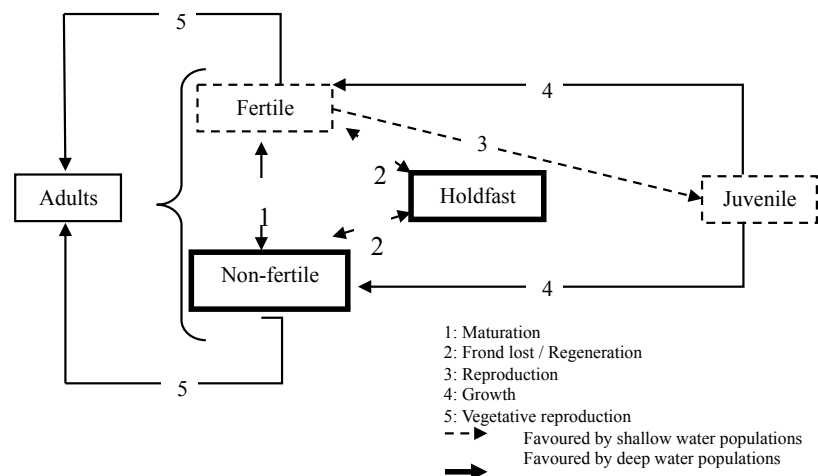 5
Fertile
4
3
2
Adults
Holdfast
Juvenile
1
2
Non-fertile
4
1: Maturation
2: Frond lost / Regeneration
3: Reproduction
4: Growth
5: Vegetative reproduction
Favoured by shallow water populations
Favoured by deep water populations
5